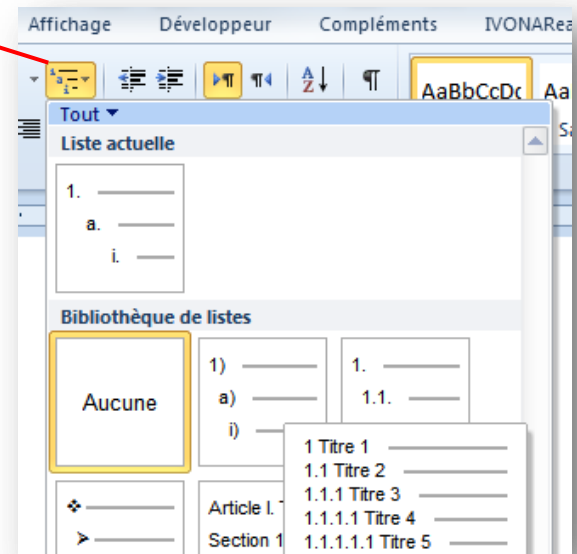 Affichage Développeur Compléments IVONARea
AaBbCcDc Aa
Tout
Liste actuelle
1.
a.
i.
Bibliothèque de listes
Aucune
1)
a)
i)
1.
1.1.
1 Titre 1
1.1 Titre 2
1.1.1 Titre 3
1.1.1.1 Titre 4
1.1.1.1.1 Titre 5
Article I.
Section 1